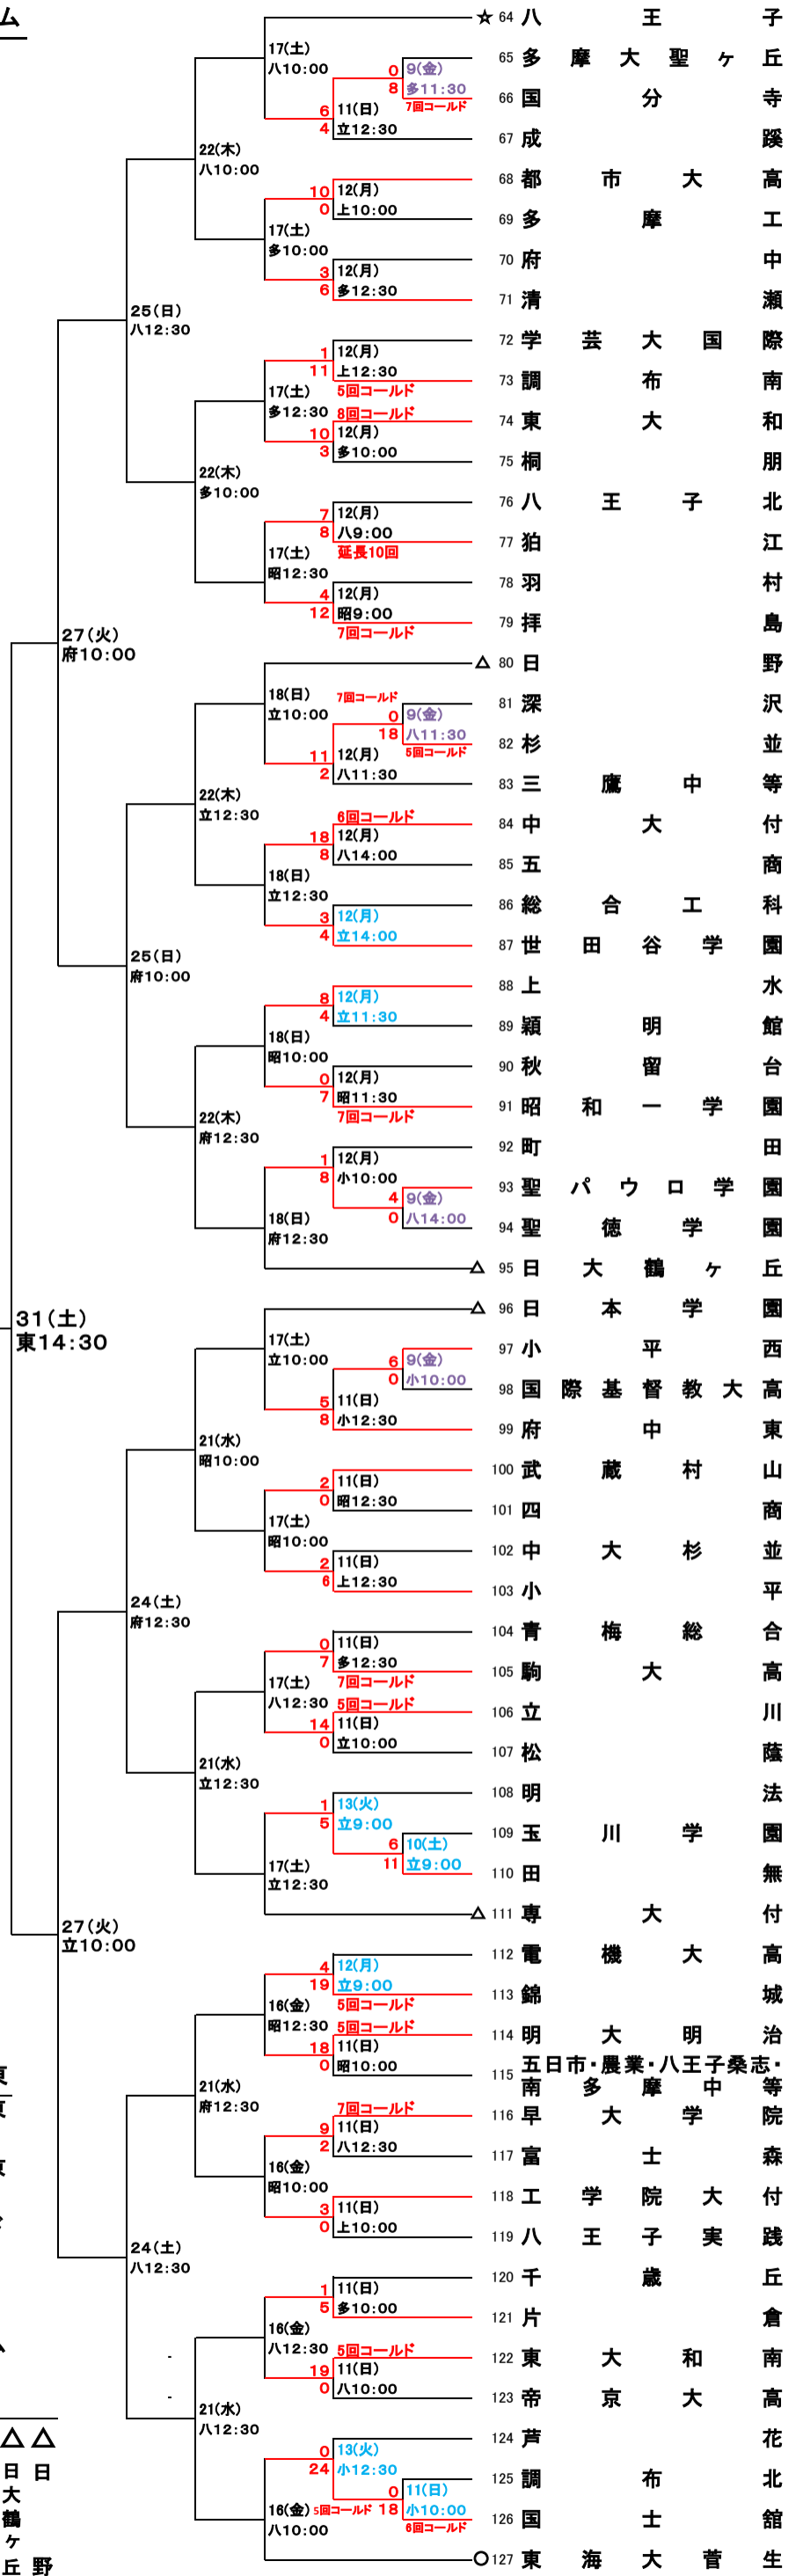 ム
☆ 64 八王子
17(土)
八10:00
65 多摩大聖ヶ丘
0 9(金)
8 多11:30
66 国分寺
7回コールド
6 11(日)
4 立12:30
67 成蹊
22(木)
八10:00
68 都市大高
10 12(月)
0 上10:00
69 多摩工
17(土)
多10:00
70 府中
3 12(月)
6 多12:30
71 清瀬
25(日)
八12:30
72 学芸大国際
1 12(月)
11 上12:30
73 調布南
5回コールド
17(土)
多12:30
8回コールド
74 東大和
10 12(月)
3 多10:00
75 桐朋
22(木)
多10:00
76 八王子北
7 12(月)
8 八9:00
77 狛江
延長10回
17(土)
昭12:30
78 羽村
4 12(月)
12 昭9:00
79 拝島
7回コールド
27(火)
府10:00
△ 80 日野
18(日)
立10:00
7回コールド
81 深沢
0 9(金)
18 八11:30
82 杉並
5回コールド
11 12(月)
2 八11:30
83 三鷹中等
22(木)
立12:30
6回コールド
84 中大付
18 12(月)
8 八14:00
85 五商
18(日)
立12:30
86 総合工科
3 12(月)
4 立14:00
87 世田谷学園
25(日)
府10:00
88 上水
8 12(月)
4 立11:30
89 穎明館
18(日)
昭10:00
90 秋留台
0 12(月)
7 昭11:30
91 昭和一学園
7回コールド
22(木)
府12:30
92 町田
1 12(月)
8 小10:00
93 聖パウロ学園
4 9(金)
0 八14:00
94 聖徳学園
18(日)
府12:30
△ 95 日大鶴ヶ丘
31(土)
東14:30
△ 96 日本学園
17(土)
立10:00
97 小平西
6 9(金)
0 小10:00
98 国際基督教大高
5 11(日)
8 小12:30
99 府中東
21(水)
昭10:00
100 武蔵村山
2 11(日)
0 昭12:30
101 四商
17(土)
昭10:00
102 中大杉並
2 11(日)
6 上12:30
103 小平
24(土)
府12:30
104 青梅総合
0 11(日)
7 多12:30
105 駒大高
7回コールド
17(土)
八12:30
5回コールド
106 立川
14 11(日)
0 立10:00
107 松蔭
21(水)
立12:30
108 明法
1 13(火)
5 立9:00
109 玉川学園
6 10(土)
11 立9:00
110 田無
17(土)
立12:30
△ 111 専大付
27(火)
立10:00
112 電機大高
4 12(月)
19 立9:00
113 錦城
5回コールド
16(金)
昭12:30
5回コールド
114 明大明治
18 11(日)
0 昭10:00
115 五日市・農業・八王子桑志・
南多摩中等
21(水)
府12:30
7回コールド
116 早大学院
9 11(日)
2 八12:30
117 富士森
16(金)
昭10:00
118 工学院大付
3 11(日)
0 上10:00
119 八王子実践
24(土)
八12:30
120 千歳丘
1 11(日)
5 多10:00
121 片倉
16(金)
八12:30
5回コールド
122 東大和南
19 11(日)
0 八10:00
123 帝京大高
-
-
21(水)
八12:30
124 芦花
0 13(火)
24 小12:30
125 調布北
0 11(日)
18 小10:00
126 国士舘
6回コールド
5回コールド
16(金)
八10:00
○ 127 東海大菅生
△ 日大鶴ヶ丘
△ 日野